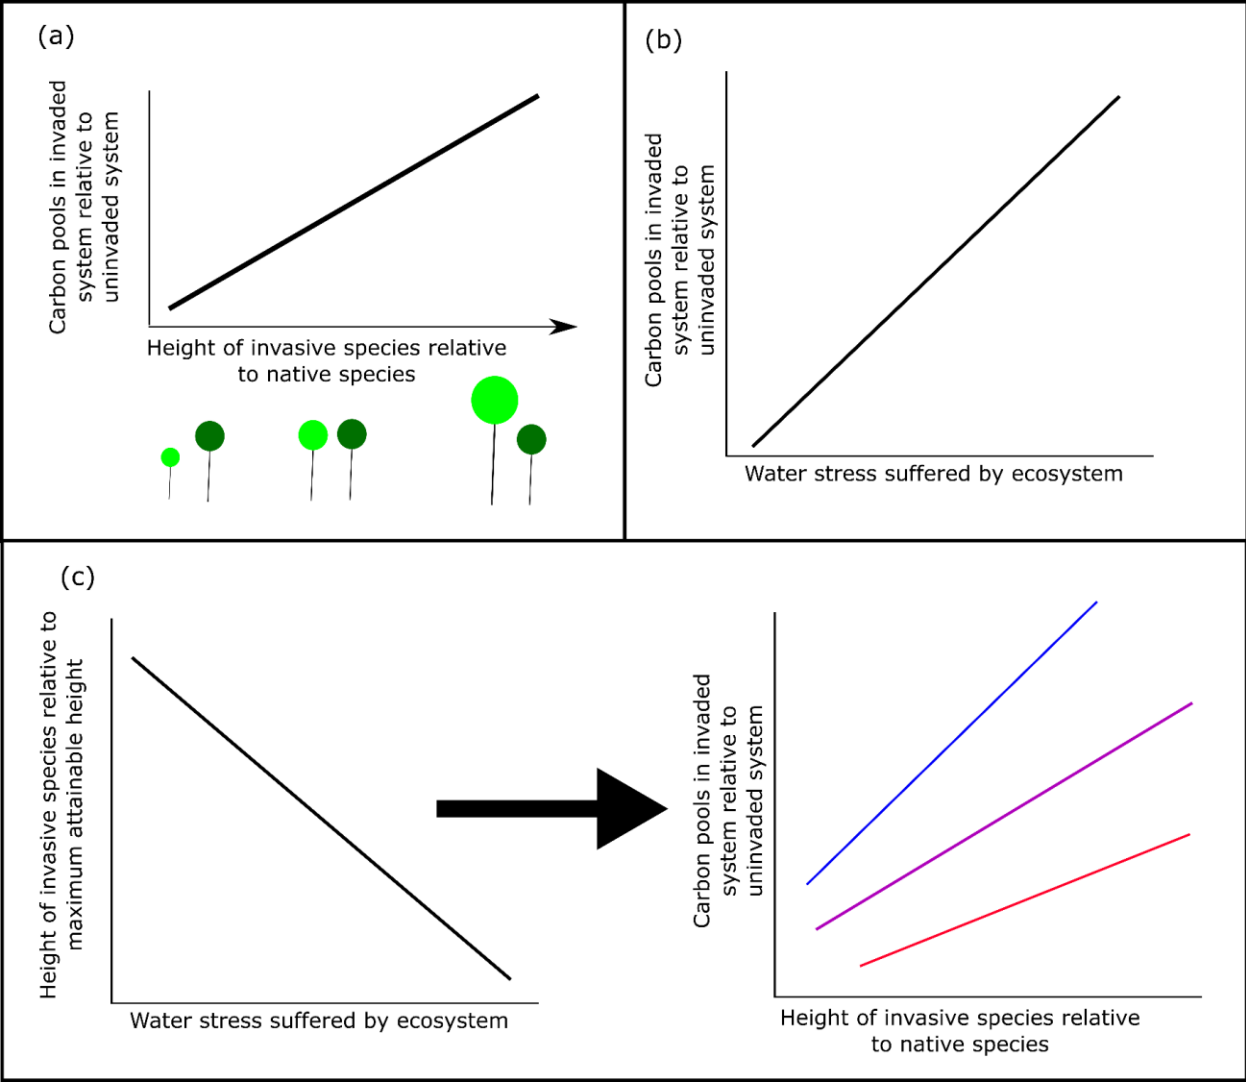 (a)
Carbon pools in invaded
system relative to
uninvaded system
Height of invasive species relative
to native species
(b)
Carbon pools in invaded
system relative to
uninvaded system
Water stress suffered by ecosystem
(c)
Height of invasive species relative to
maximum attainable height
Water stress suffered by ecosystem
Carbon pools in invaded
system relative to
uninvaded system
Height of invasive species relative
to native species